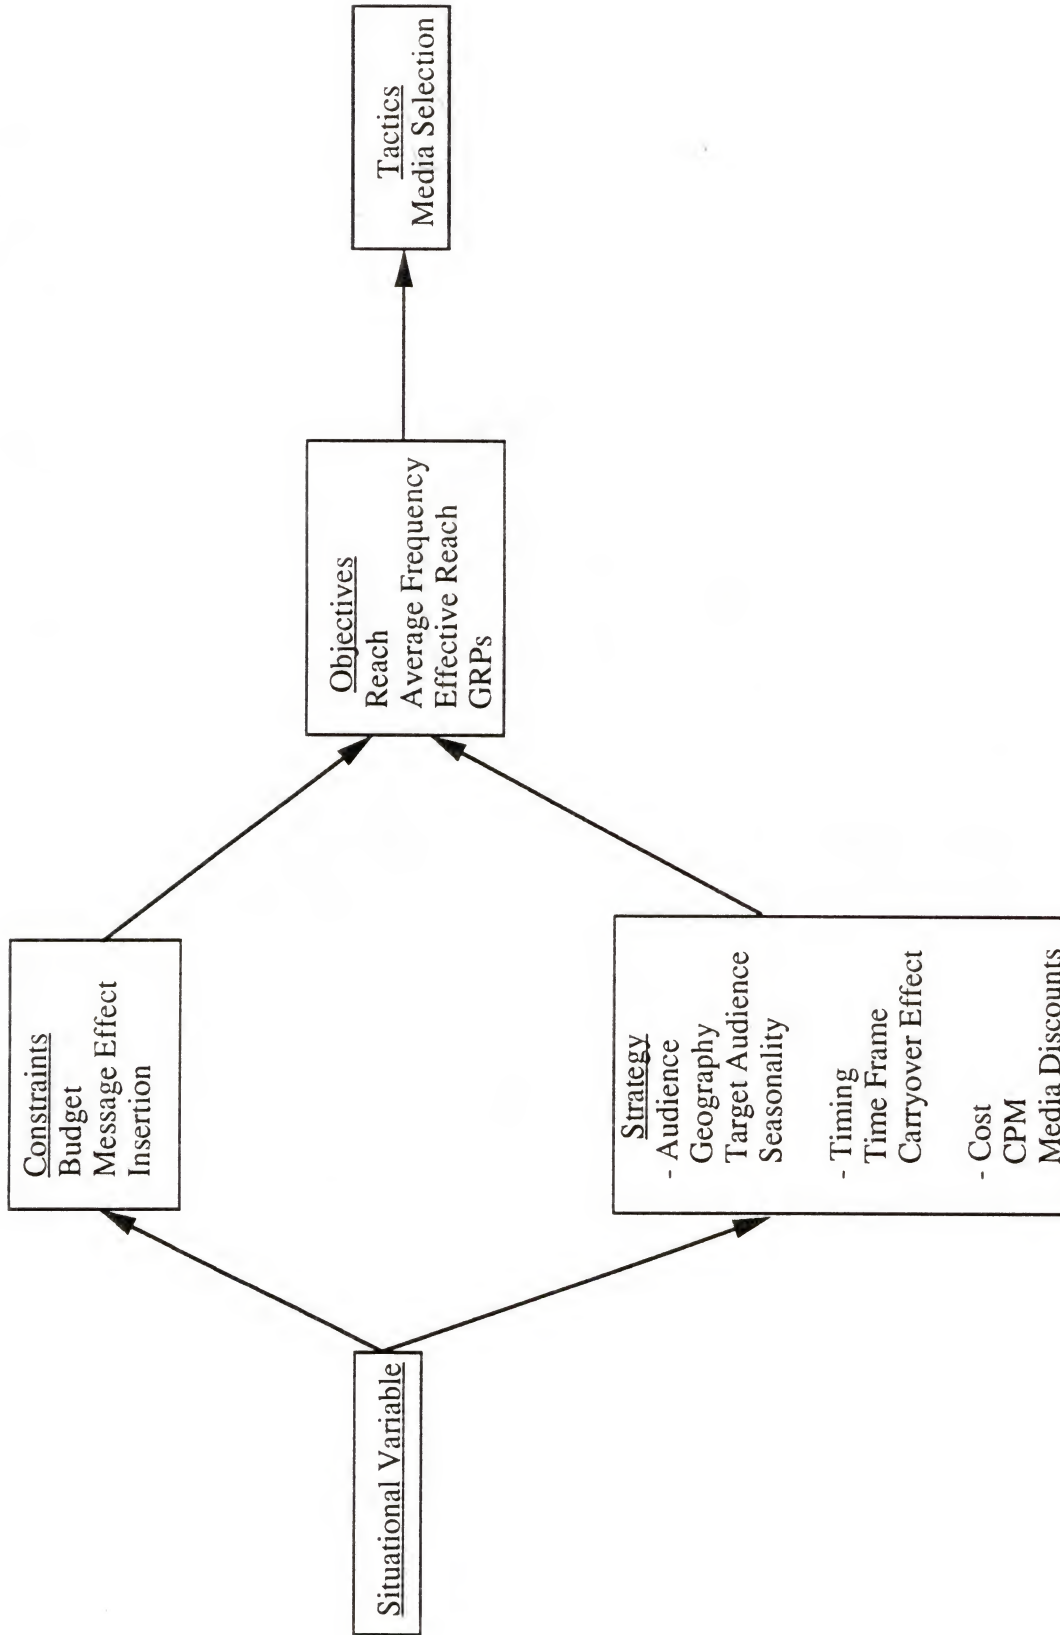 Situational Variable
Constraints
Budget
Message Effect
Insertion
Strategy
- Audience
Geography
Target Audience
Seasonality
- Timing
Time Frame
Carryover Effect
- Cost
CPM
Media Discounts
Objectives
Reach
Average Frequency
Effective Reach
GRPs
Tactics
Media Selection